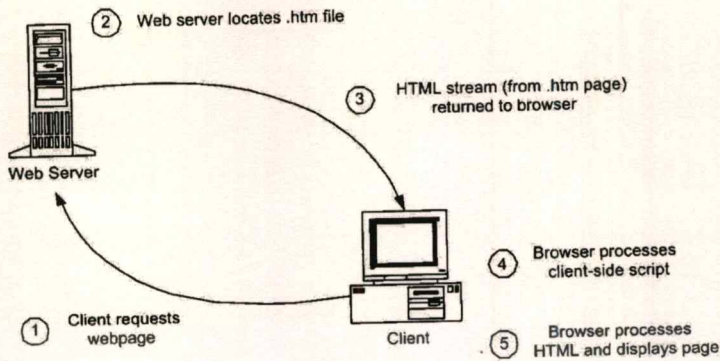 2 Web server locates .htm file
3 HTML stream (from .htm page)
returned to browser
Web Server
4 Browser processes
client-side script
1 Client requests
webpage
Client
5 Browser processes
HTML and displays page